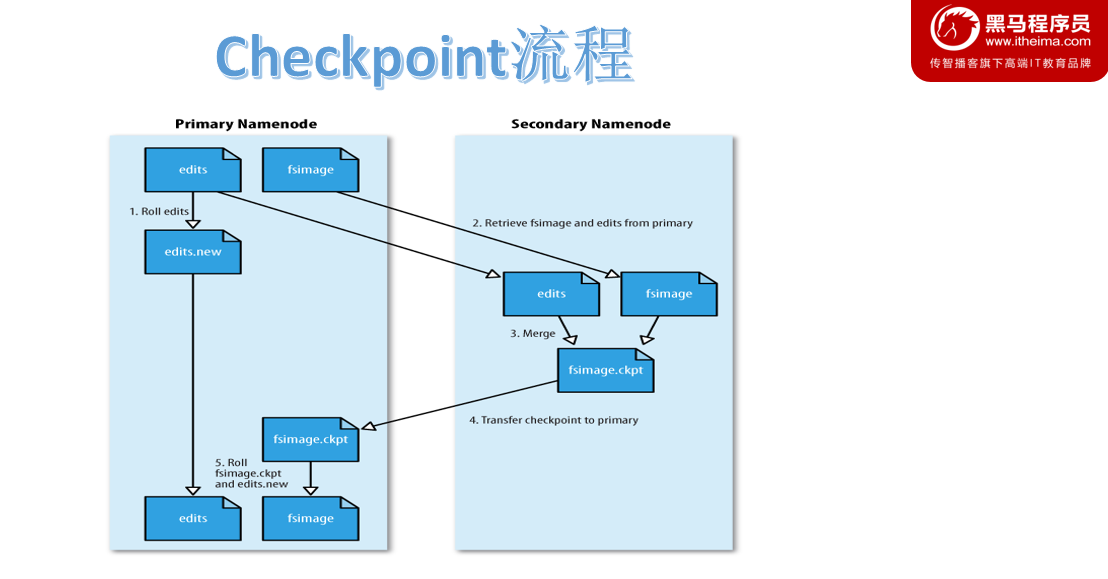 Checkpoint流程
黑马程序员
www.itheima.com
传智播客旗下高端IT教育品牌
Primary Namenode
Secondary Namenode
edits
fsimage
1. Roll edits
2. Retrieve fsimage and edits from primary
edits.new
edits
fsimage
3. Merge
fsimage.ckpt
4. Transfer checkpoint to primary
fsimage.ckpt
5. Roll
fsimage.ckpt
and edits.new
edits
fsimage